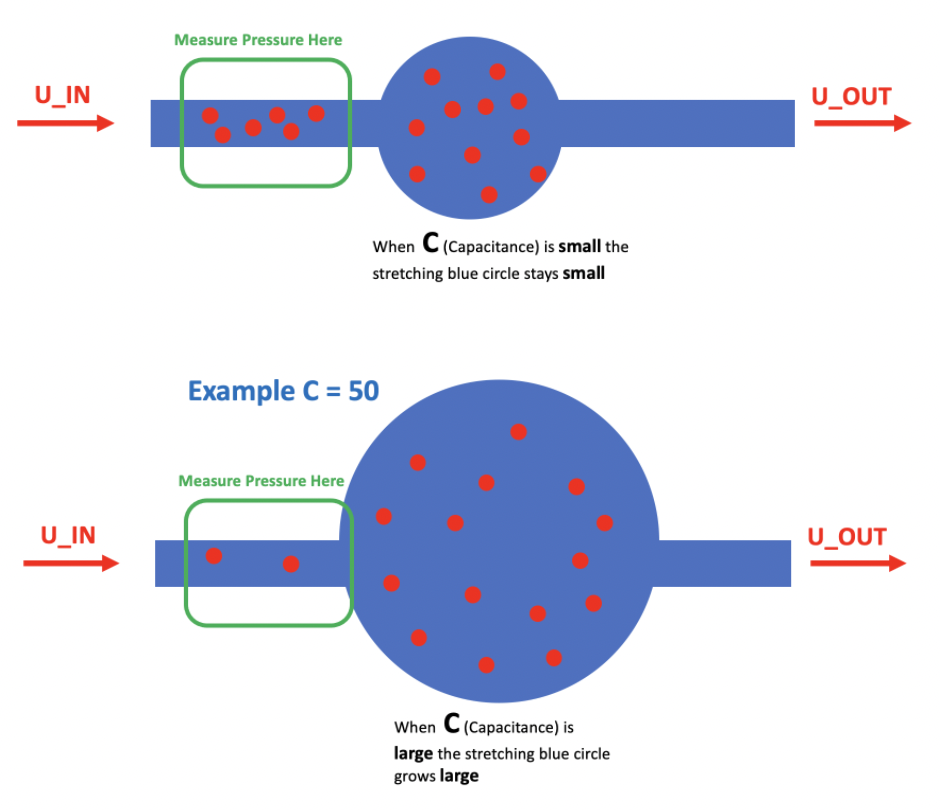 Measure Pressure Here
U_IN
U_OUT
When C (Capacitance) is small the
stretching blue circle stays small
Example C = 50
Measure Pressure Here
U_IN
U_OUT
When C (Capacitance) is
large the stretching blue circle
grows large